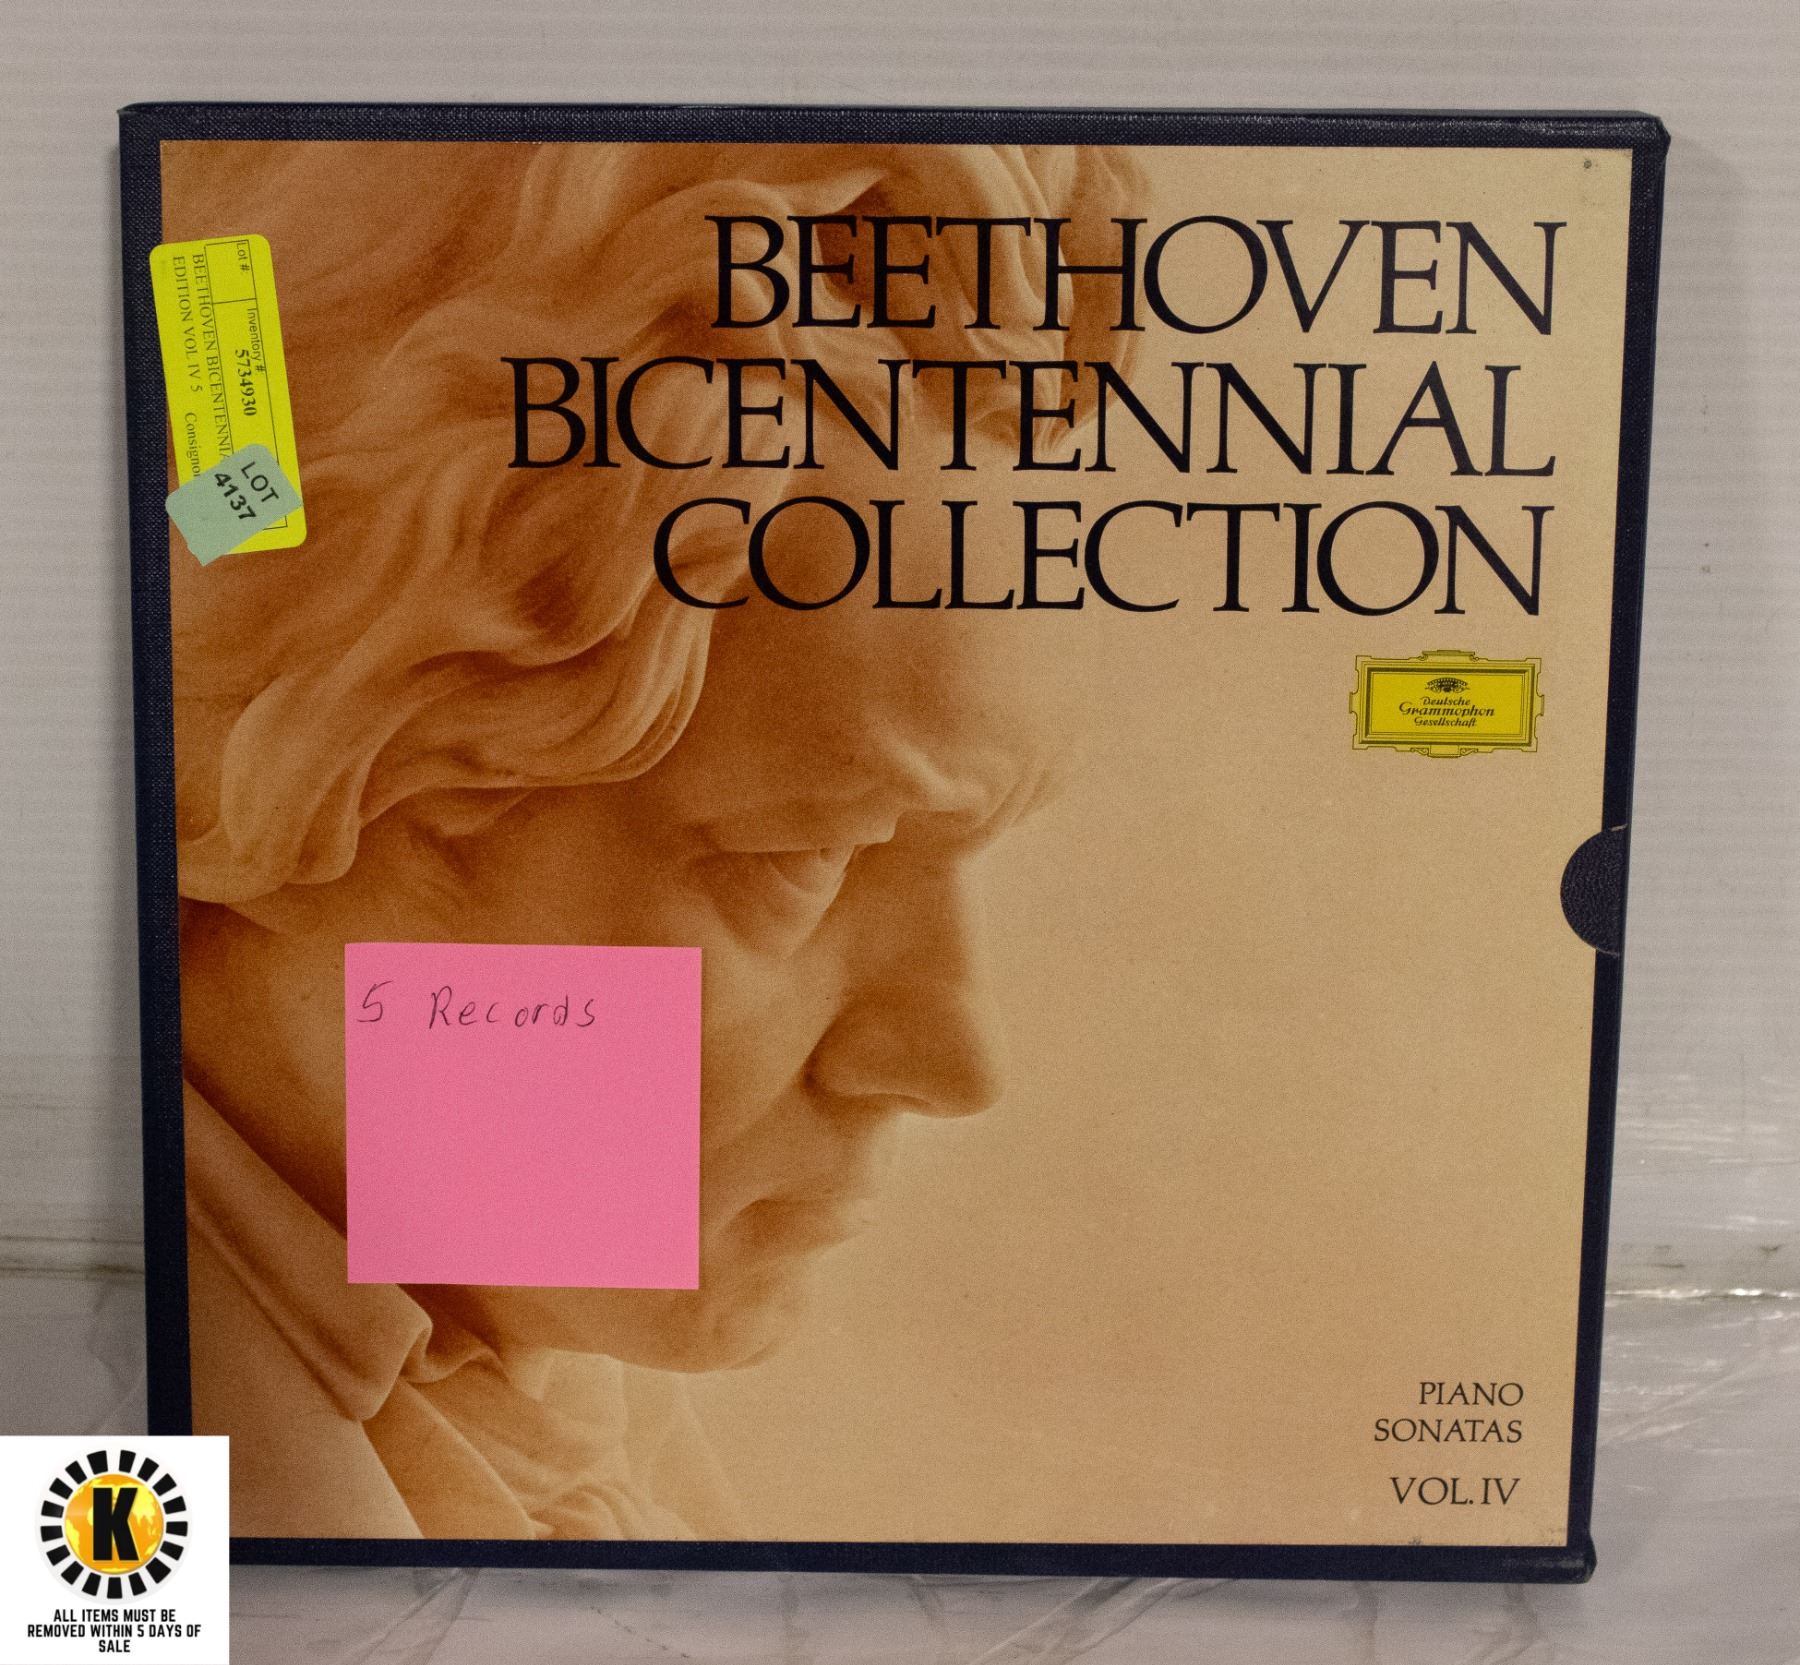 BEETHOVEN
BICENTENNIAL
COLLECTION
Deutsche
Grammophon
Gesellschaft
Lot #:
Inventory #
5734930
BEETHOVEN BICENTENNIA
EDITION VOL IV 5 Consigno
LOT
4137
5 Records
PIANO
SONATAS
VOL. IV
K
ALL ITEMS MUST BE
REMOVED WITHIN 5 DAYS OF
SALE